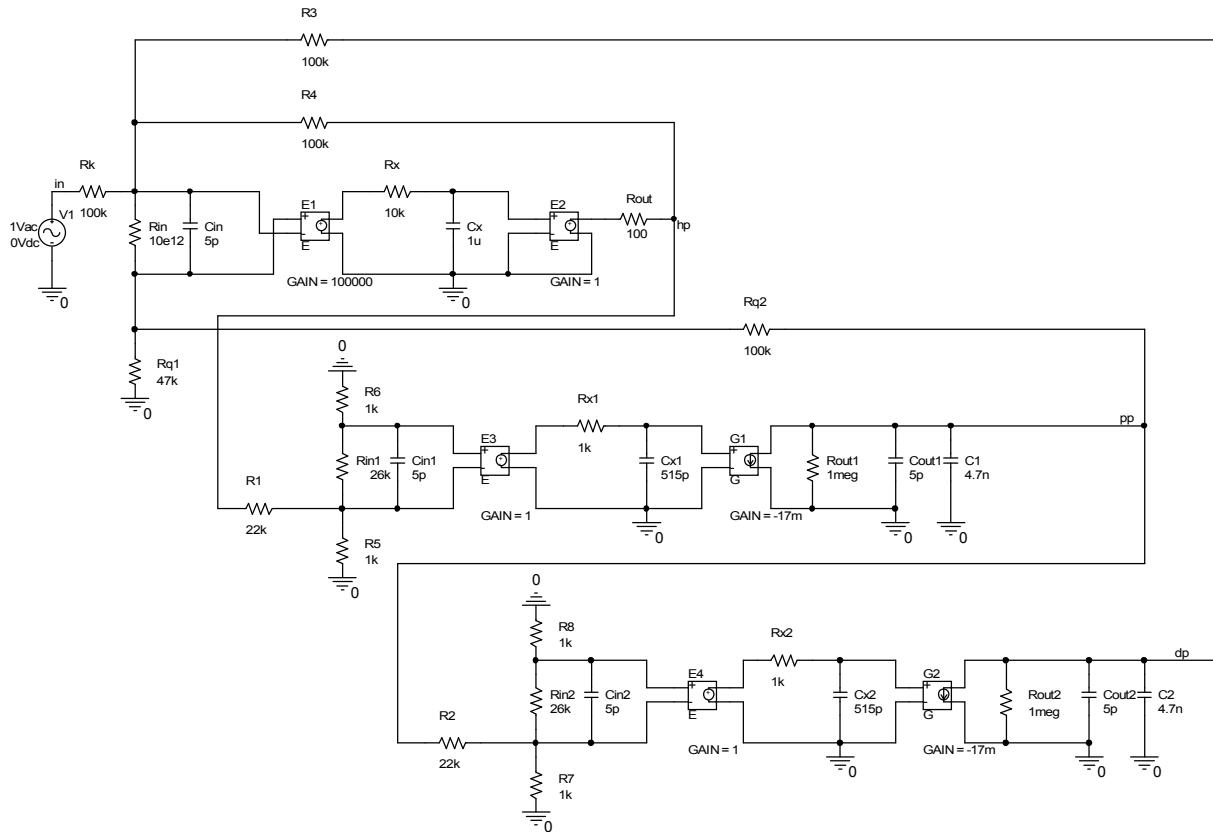 R3
100k
R4
100k
Rk
100k
in
V1
1Vac
0Vdc
0
Rin
10e12
Cin
5p
E1
+
-
E
GAIN = 100000
Rx
10k
Cx
1u
0
E2
+
-
E
GAIN = 1
Rout
100
hp
Rq1
47k
0
Rq2
100k
0
R6
1k
Rin1
26k
Cin1
5p
R1
22k
R5
1k
0
E3
+
-
E
GAIN = 1
Rx1
1k
Cx1
515p
0
G1
+
-
G
GAIN = -17m
Rout1
1meg
Cout1
5p
0
C1
4.7n
0
pp
0
R8
1k
Rin2
26k
Cin2
5p
R2
22k
R7
1k
0
E4
+
-
E
GAIN = 1
Rx2
1k
Cx2
515p
0
G2
+
-
G
GAIN = -17m
Rout2
1meg
Cout2
5p
0
C2
4.7n
0
dp